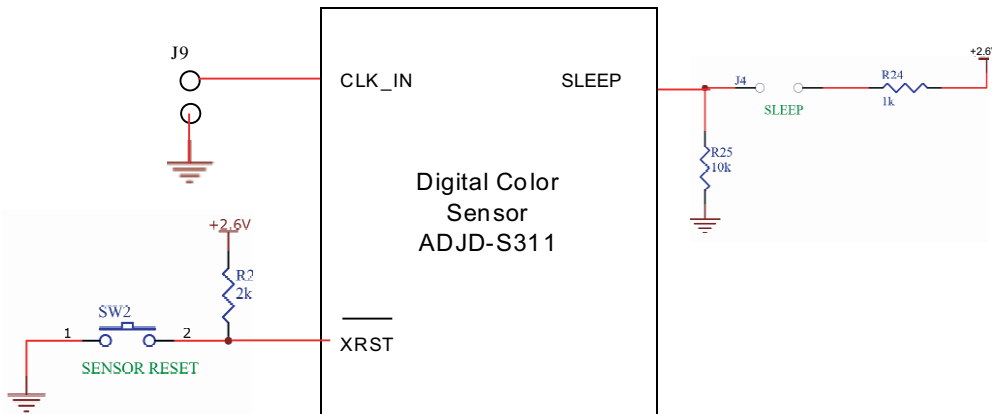 J9
CLK_IN
SLEEP
+2.6V
J4
SLEEP
R24
1k
R25
10k
Digital Color
Sensor
ADJD-S311
+2.6V
R2
2k
SW2
1
2
SENSOR RESET
XRST